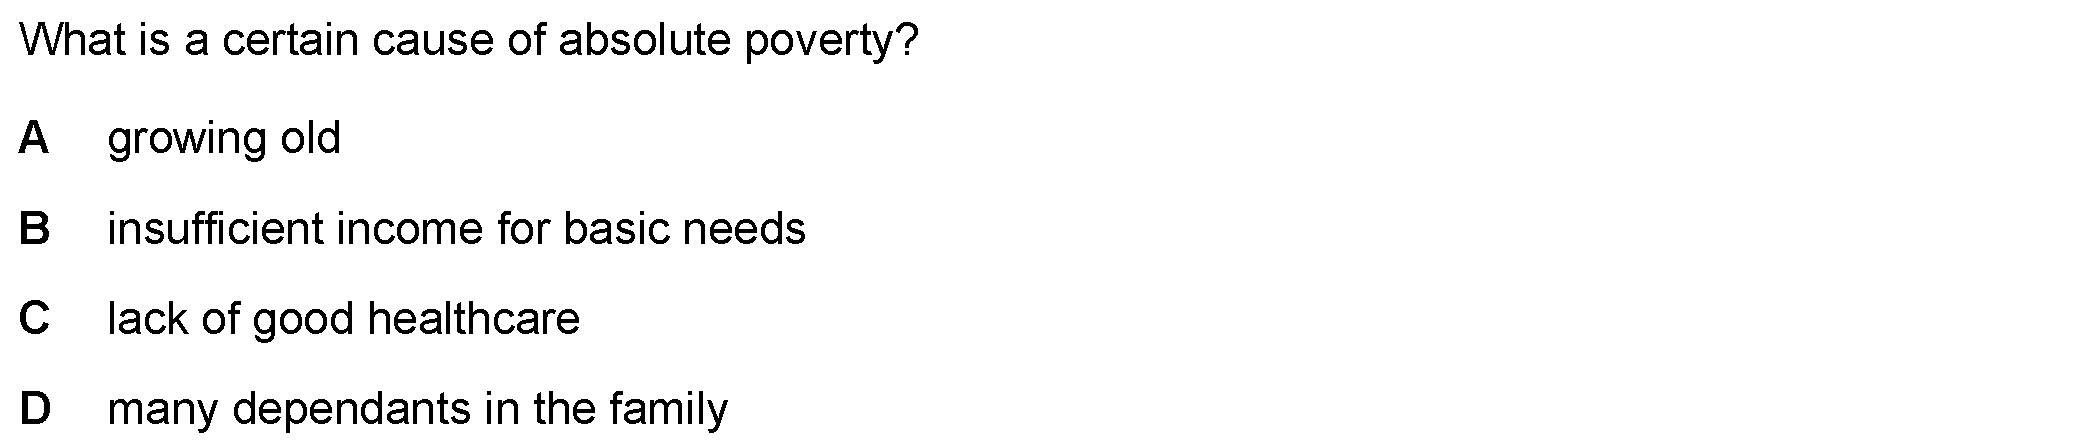 What is a certain cause of absolute poverty?
A growing old
B insufficient income for basic needs
C lack of good healthcare
D many dependants in the family